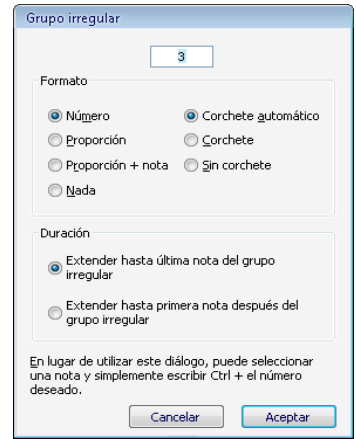 Grupo irregular
3
Formato
Número
Corchete automático
Proporción
Corchete
Proporción + nota
Sin corchete
Nada
Duración
Extender hasta última nota del grupo
irregular
Extender hasta primera nota después del
grupo irregular
En lugar de utilizar este diálogo, puede seleccionar
una nota y simplemente escribir Ctrl + el número
deseado.
Cancelar
Aceptar